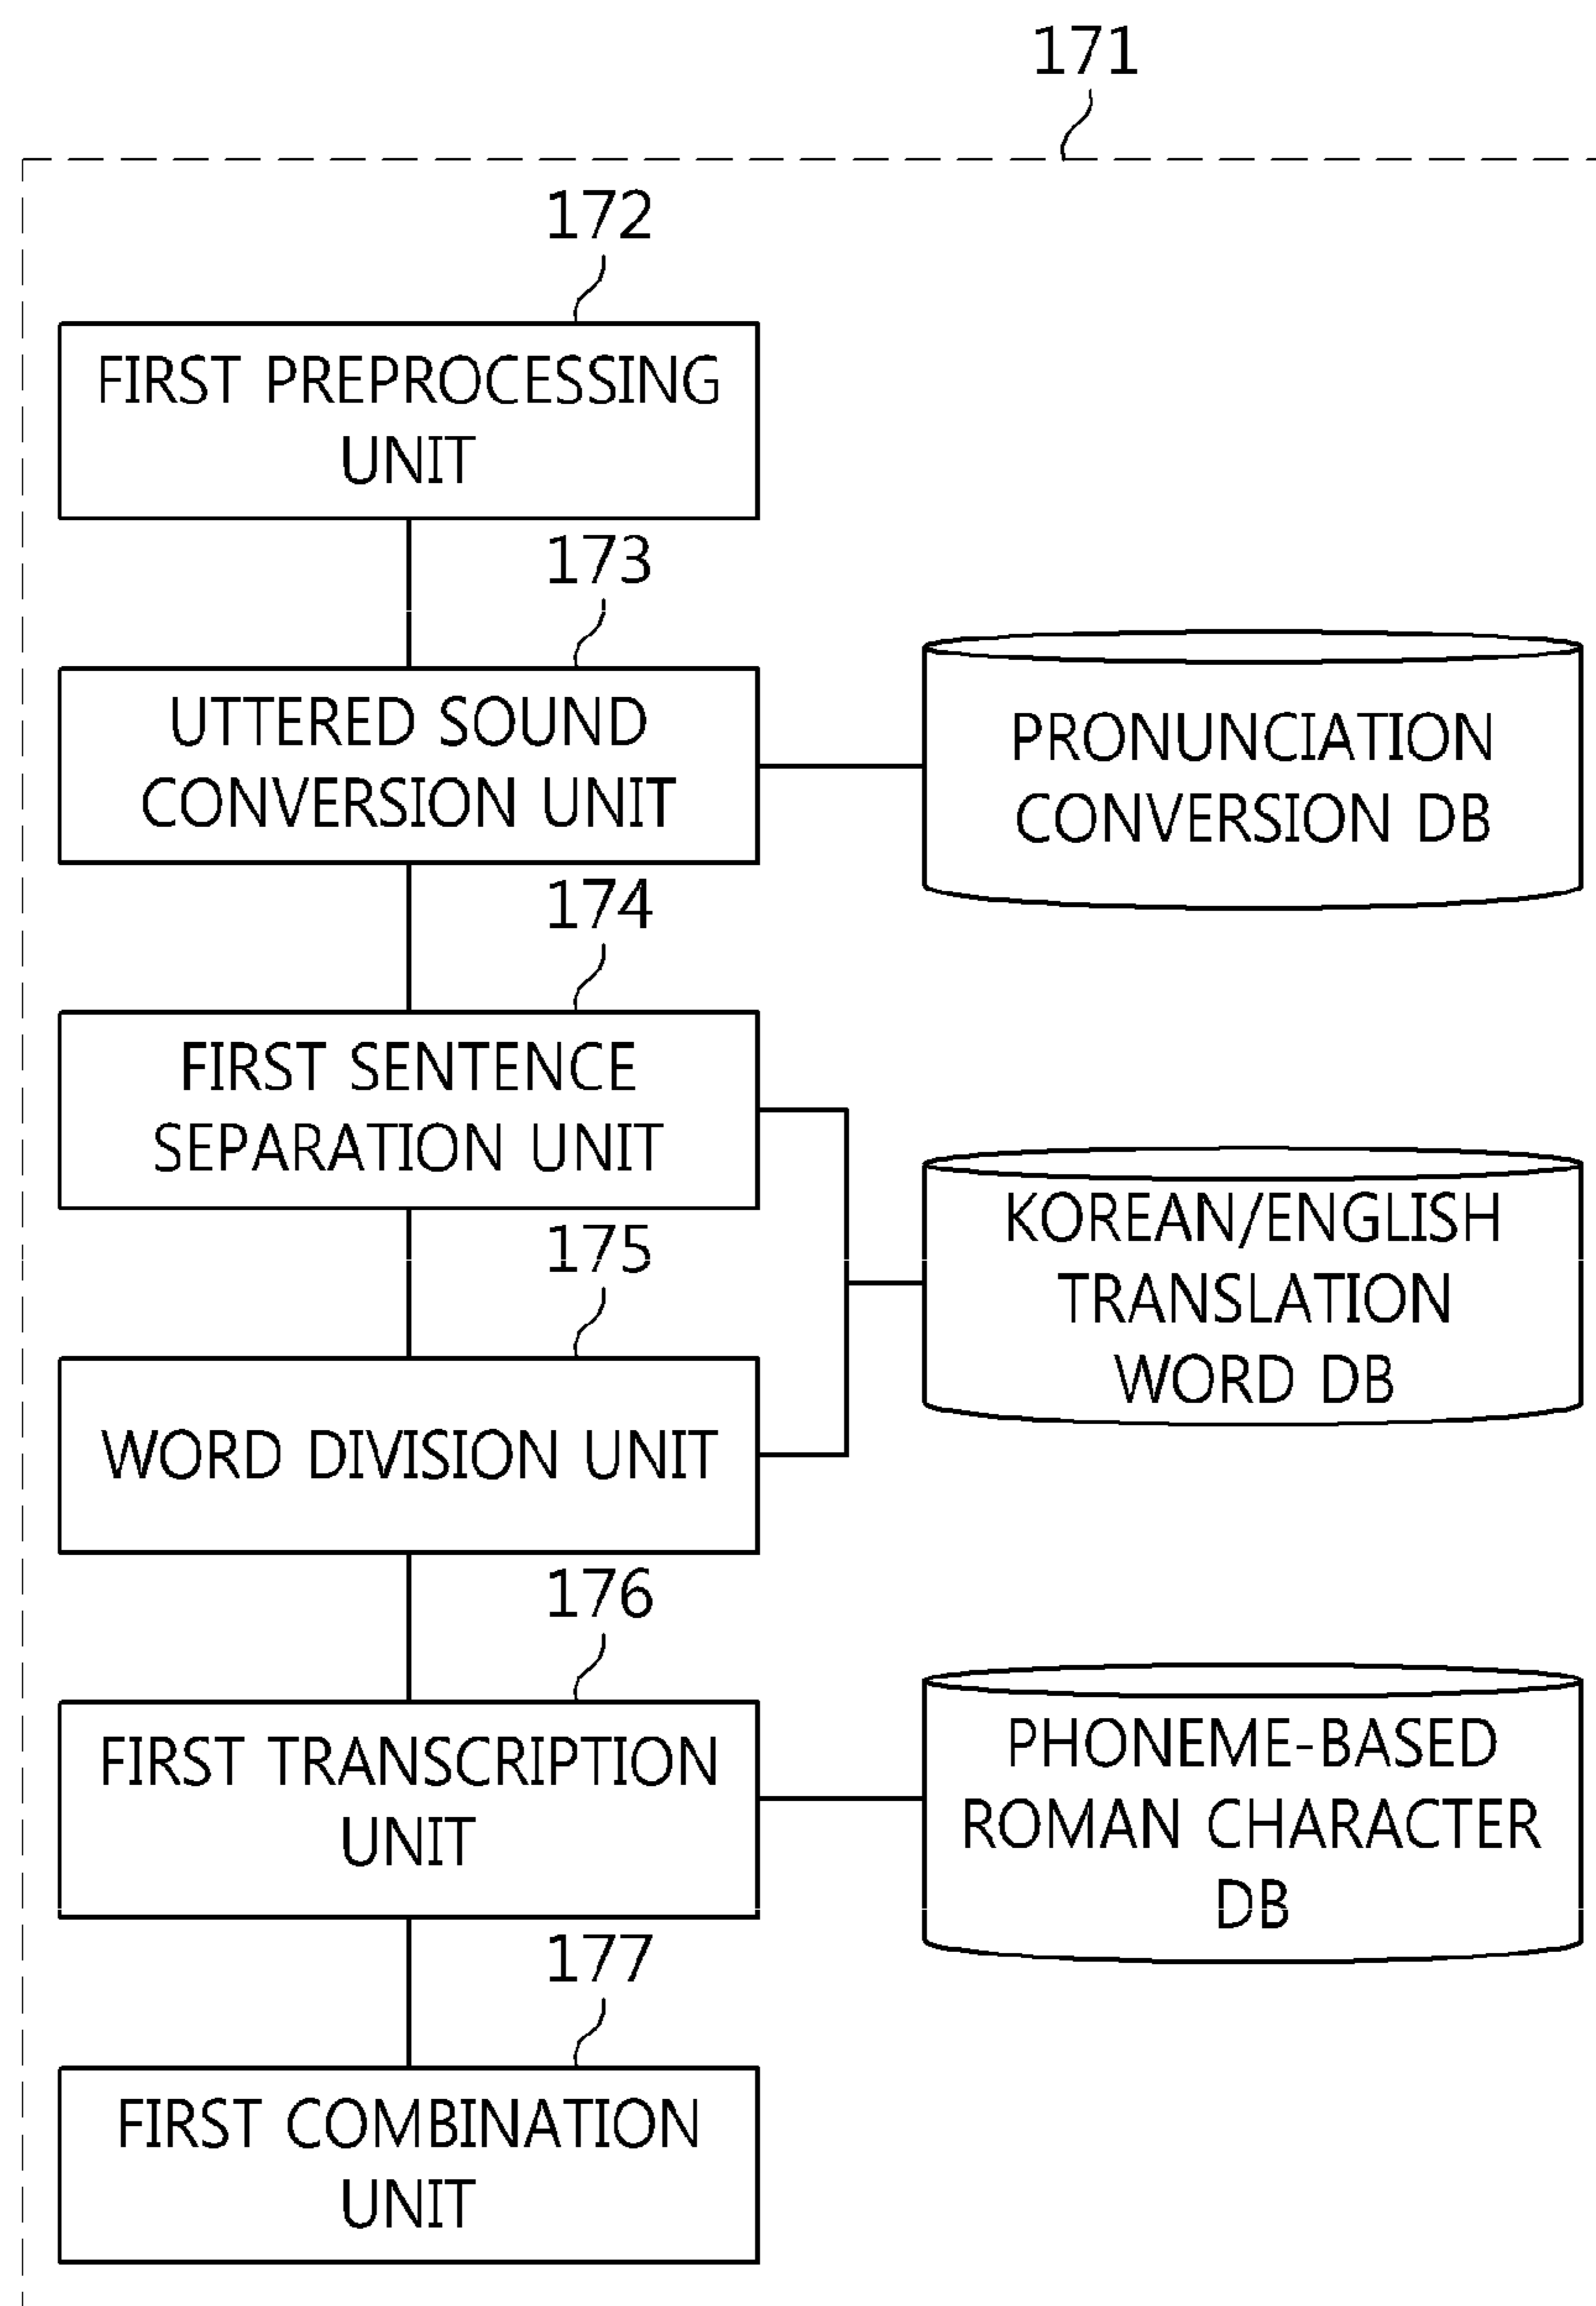 171
172
FIRST PREPROCESSING
UNIT
173
UTTERED SOUND
CONVERSION UNIT
PRONUNCIATION
CONVERSION DB
174
FIRST SENTENCE
SEPARATION UNIT
KOREAN/ENGLISH
TRANSLATION
WORD DB
175
WORD DIVISION UNIT
176
FIRST TRANSCRIPTION
UNIT
PHONEME-BASED
ROMAN CHARACTER
DB
177
FIRST COMBINATION
UNIT